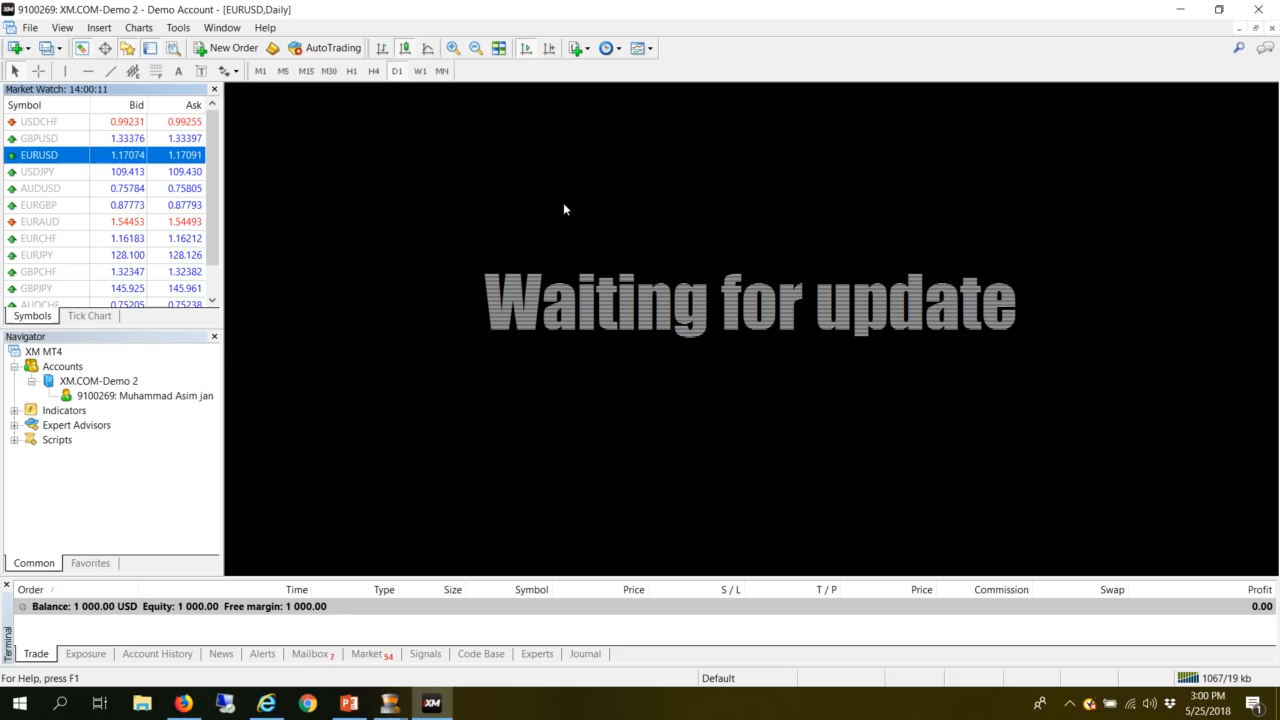 9100269: XM.COM-Demo 2 - Demo Account - [EURUSD,Daily]
File View Insert Charts Tools Window Help
New Order AutoTrading
A T M1 M5 M15 M30 H1 H4 D1 W1 MN
Market Watch: 14:00:11
Symbol Bid Ask
USDCHF 0.99231 0.99255
GBPUSD 1.33376 1.33397
EURUSD 1.17074 1.17091
USDJPY 109.413 109.430
AUDUSD 0.75784 0.75805
EURGBP 0.87773 0.87793
EURAUD 1.54453 1.54493
EURCHF 1.16183 1.16212
EURJPY 128.100 128.126
GBPCHF 1.32347 1.32382
GBPJPY 145.925 145.961
AUDCHF 0.75205 0.75238
Symbols Tick Chart
Waiting for update
Navigator
XM MT4
Accounts
XM.COM-Demo 2
9100269: Muhammad Asim jan
Indicators
Expert Advisors
Scripts
Common Favorites
Terminal
Order / Time Type Size Symbol Price S / L T / P Price Commission Swap Profit
Balance: 1 000.00 USD Equity: 1 000.00 Free margin: 1 000.00 0.00
Trade Exposure Account History News Alerts Mailbox 7 Market 54 Signals Code Base Experts Journal
For Help, press F1 Default 1067/19 kb
XM 3:00 PM
5/25/2018 1